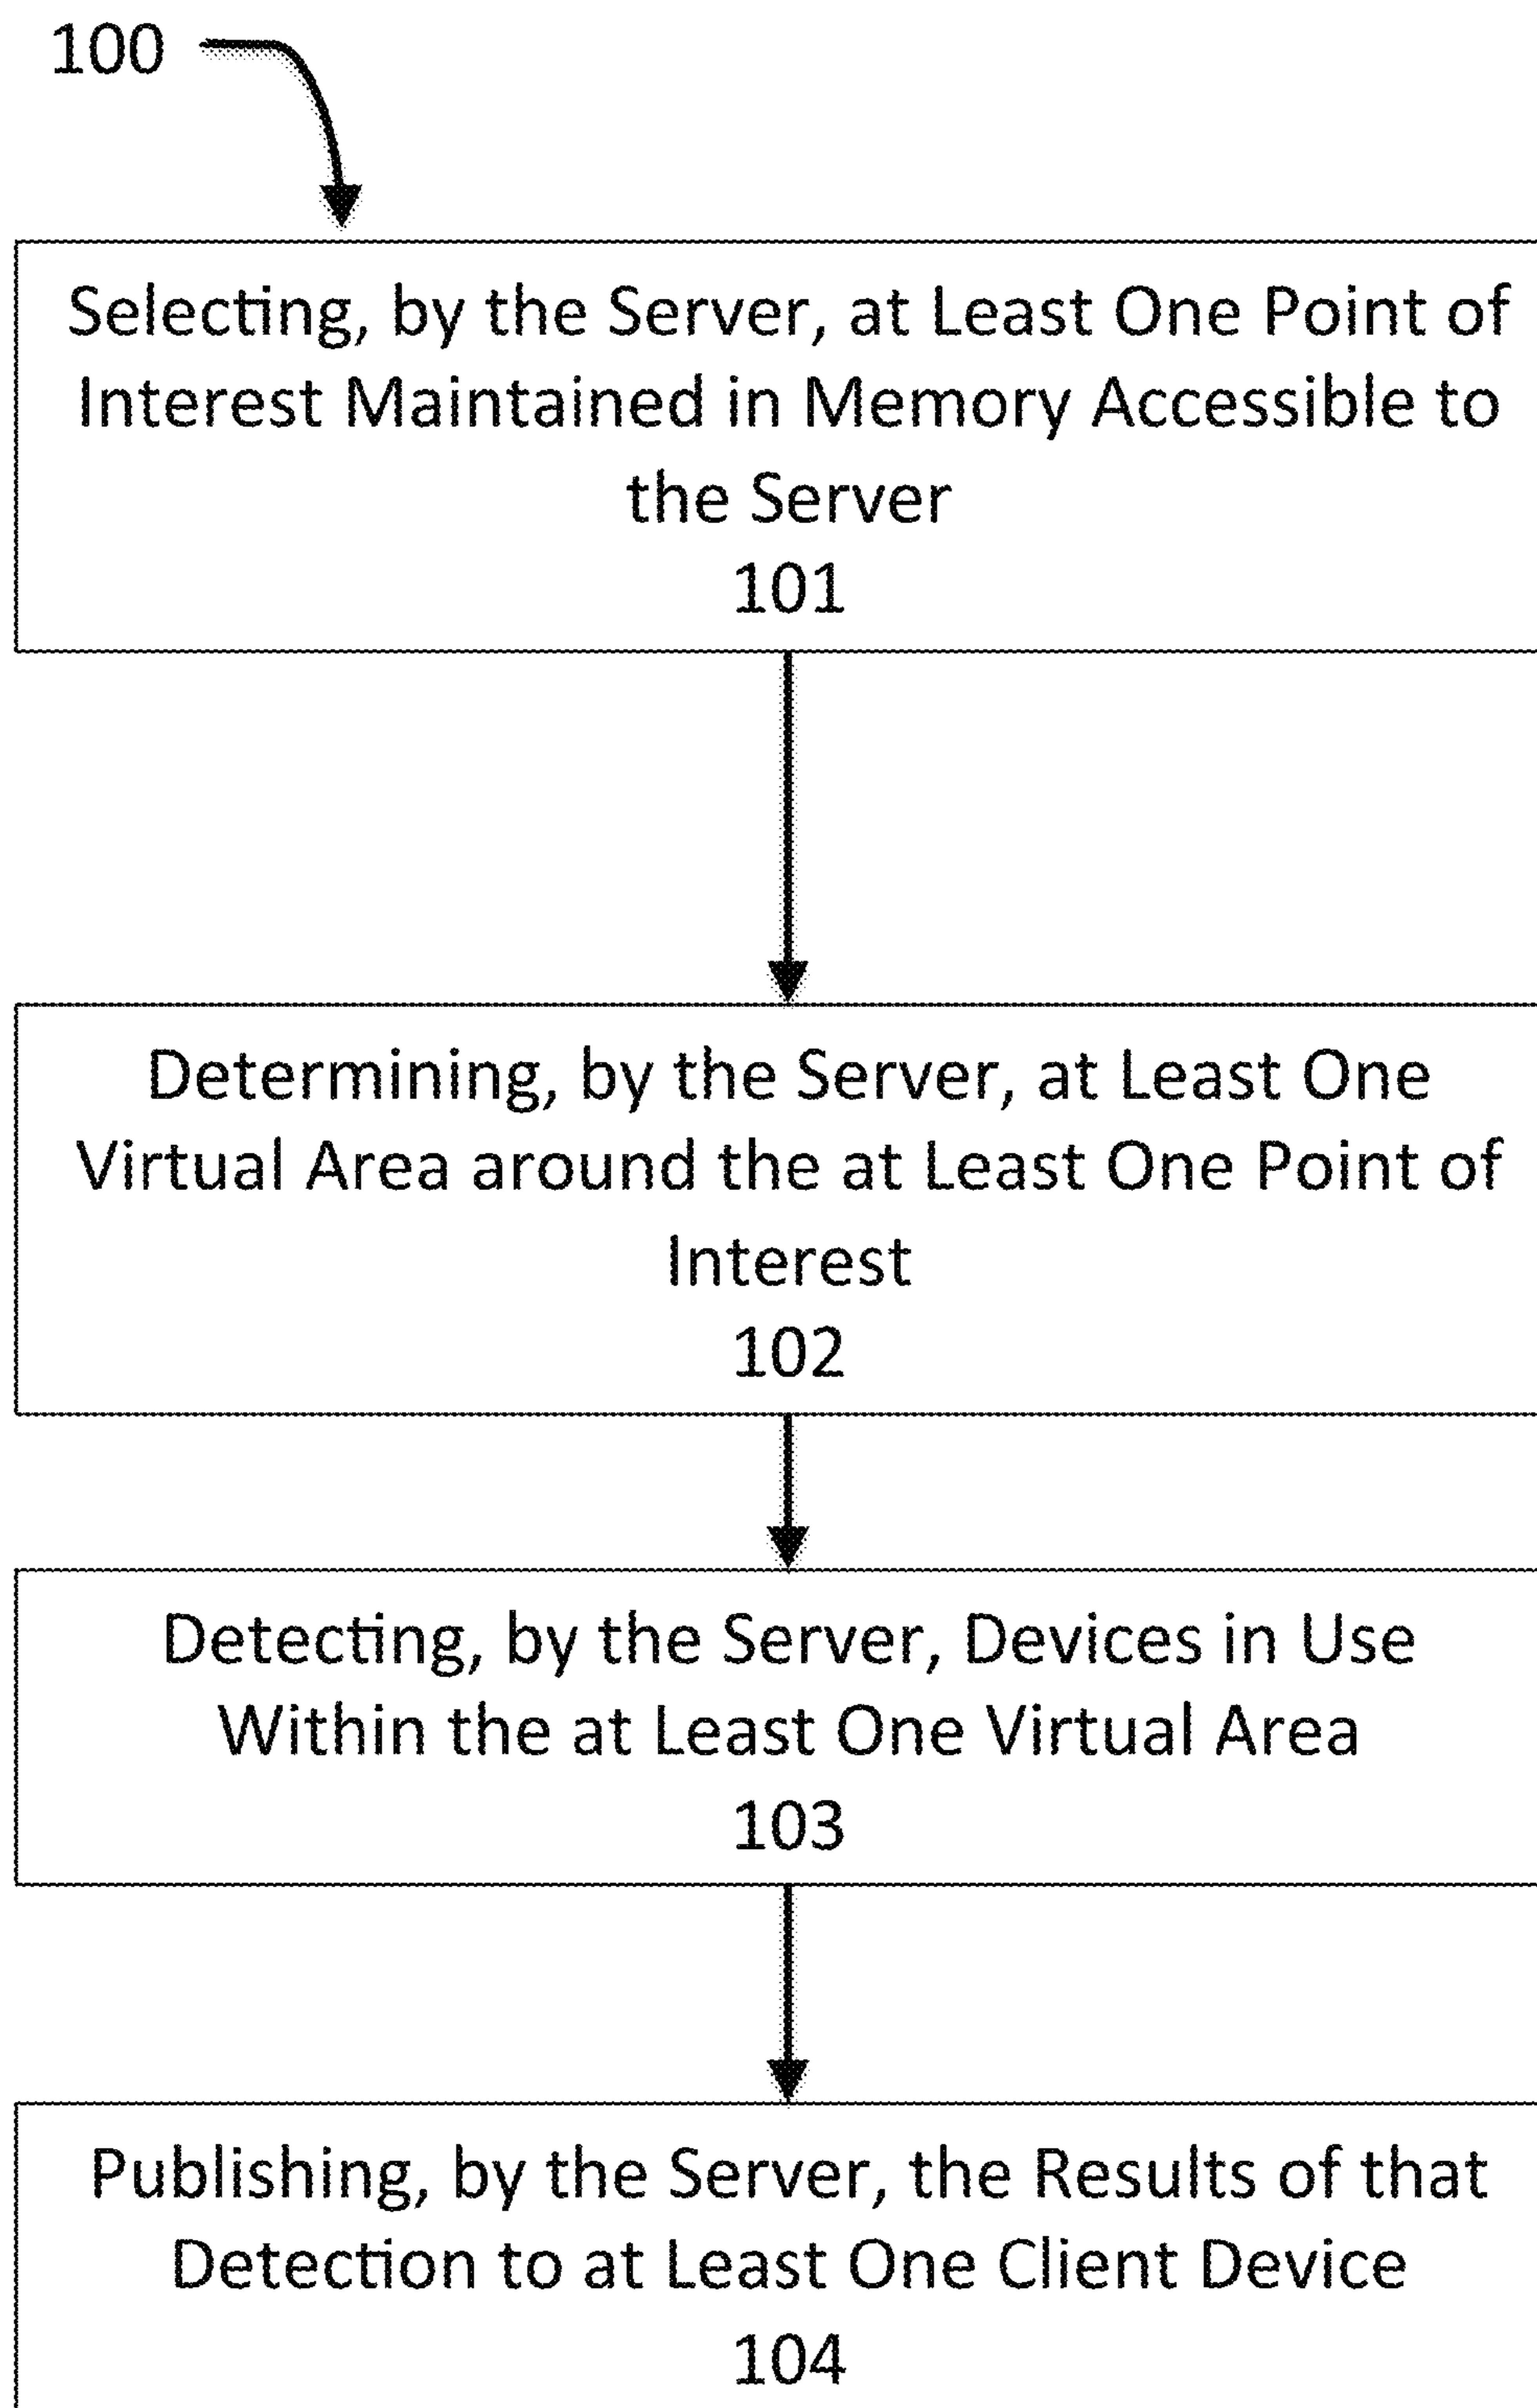 100
Selecting, by the Server, at Least One Point of
Interest Maintained in Memory Accessible to
the Server
101
Determining, by the Server, at Least One
Virtual Area around the at Least One Point of
Interest
102
Detecting, by the Server, Devices in Use
Within the at Least One Virtual Area
103
Publishing, by the Server, the Results of that
Detection to at Least One Client Device
104